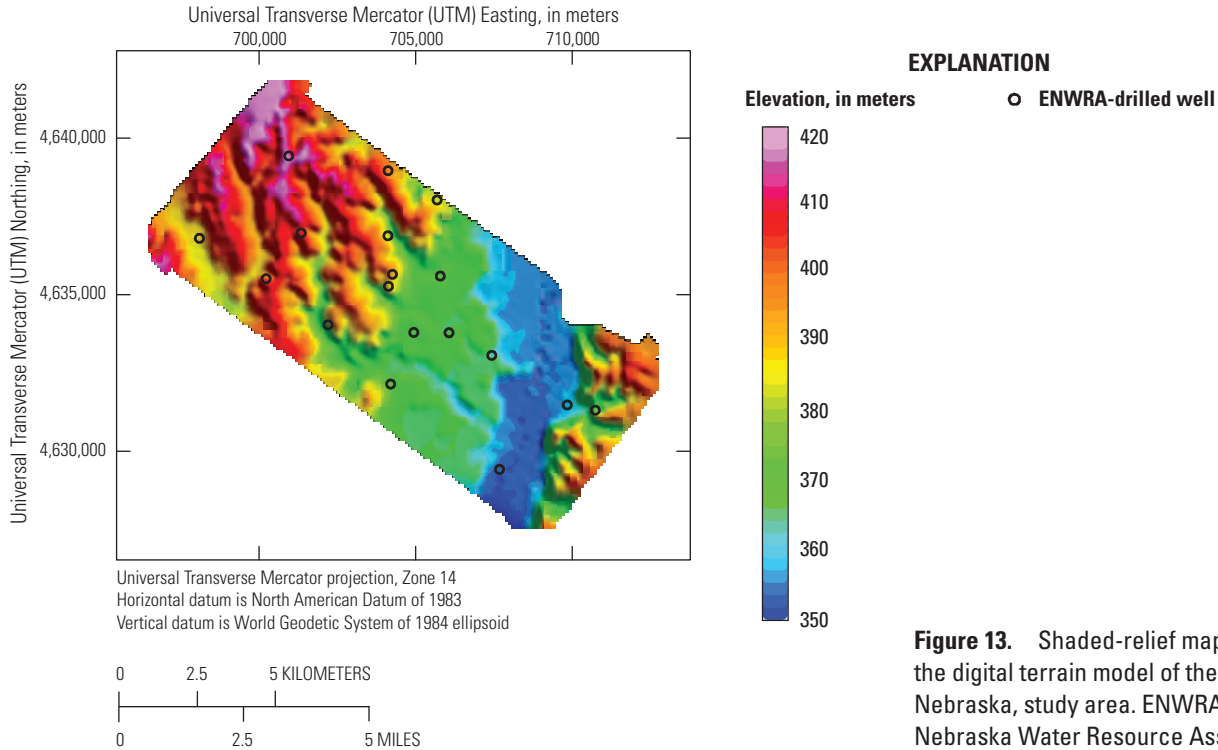 Universal Transverse Mercator (UTM) Easting, in meters
700,000 705,000 710,000
Universal Transverse Mercator (UTM) Northing, in meters
4,640,000
4,635,000
4,630,000
EXPLANATION
Elevation, in meters
ENWRA-drilled well
420
410
400
390
380
370
360
350
Universal Transverse Mercator projection, Zone 14
Horizontal datum is North American Datum of 1983
Vertical datum is World Geodetic System of 1984 ellipsoid
0 2.5 5 KILOMETERS
0 2.5 5 MILES
Figure 13. Shaded-relief map
the digital terrain model of the
Nebraska, study area. ENWRA
Nebraska Water Resource Ass